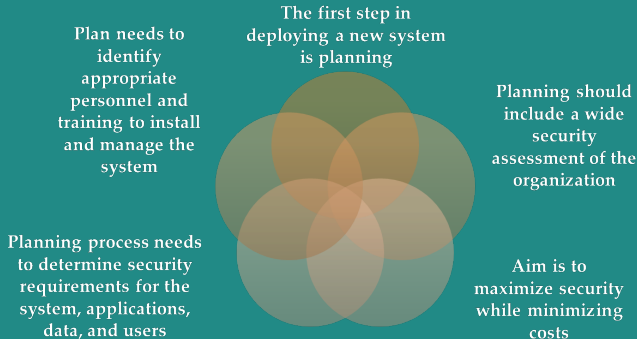 The first step in
deploying a new system
is planning
Planning should
include a wide
security
assessment of the
organization
Aim is to
maximize security
while minimizing
costs
Planning process needs
to determine security
requirements for the
system, applications,
data, and users
Plan needs to
identify
appropriate
personnel and
training to install
and manage the
system